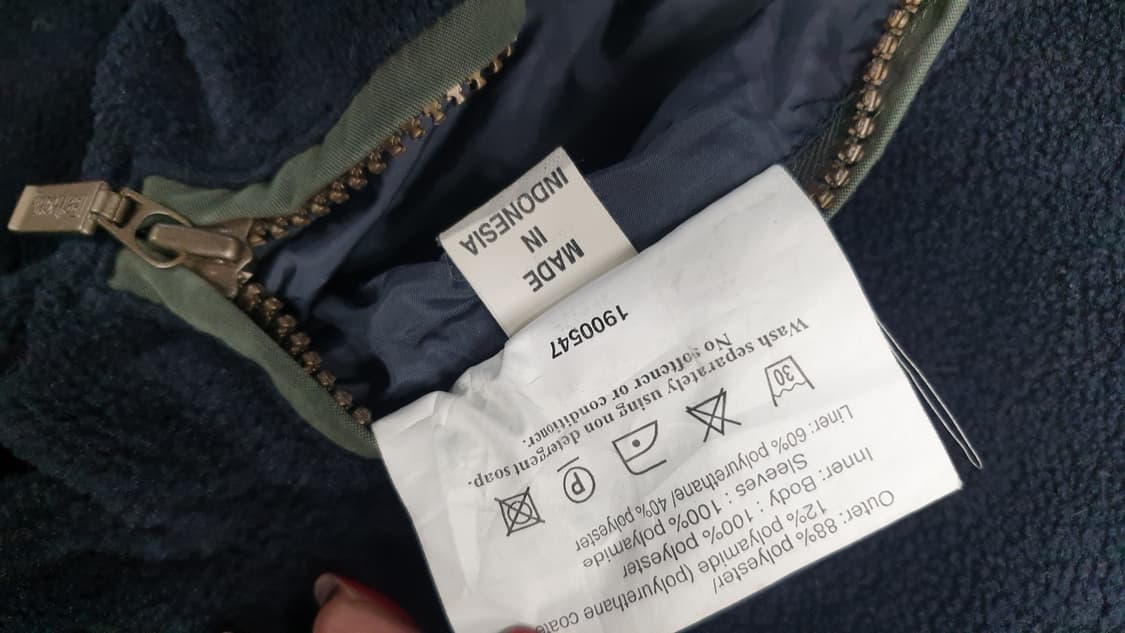 Outer: 88% polyester/
12% polyamide (polyurethane
Inner: Body : 100% polyester
Sleeves : 100% polyamide
Liner: 60% polyurethane/ 40% polyester
30
P
Wash separately using non detergent soap.
No softener or conditioner.
1900547
MADE
IN
INDONESIA